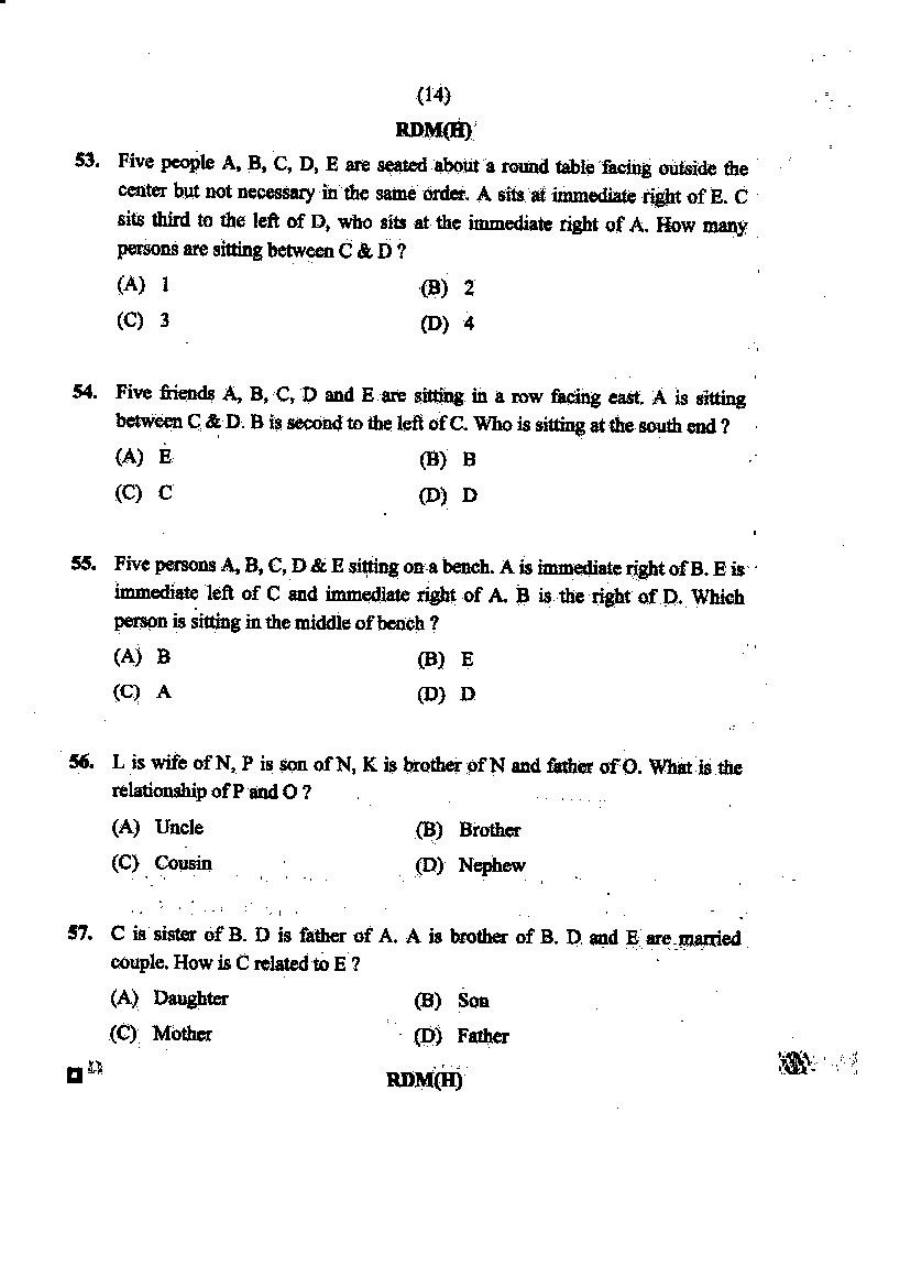 (14)
RDM(H)
53. Five people A, B, C, D, E are seated about a round table facing outside the
center but not necessary in the same order. A sits at immediate right of E. C
sits third to the left of D, who sits at the immediate right of A. How many
persons are sitting between C & D ?
(A) 1 (B) 2
(C) 3 (D) 4
54. Five friends A, B, C, D and E are sitting in a row facing east. A is sitting
between C & D. B is second to the left of C. Who is sitting at the south end ?
(A) E (B) B
(C) C (D) D
55. Five persons A, B, C, D & E sitting on a bench. A is immediate right of B. E is
immediate left of C and immediate right of A. B is the right of D. Which
person is sitting in the middle of bench ?
(A) B (B) E
(C) A (D) D
56. L is wife of N, P is son of N, K is brother of N and father of O. What is the
relationship of P and O ?
(A) Uncle (B) Brother
(C) Cousin (D) Nephew
57. C is sister of B. D is father of A. A is brother of B. D and E are married
couple. How is C related to E ?
(A) Daughter (B) Son
(C) Mother (D) Father
RDM(H)